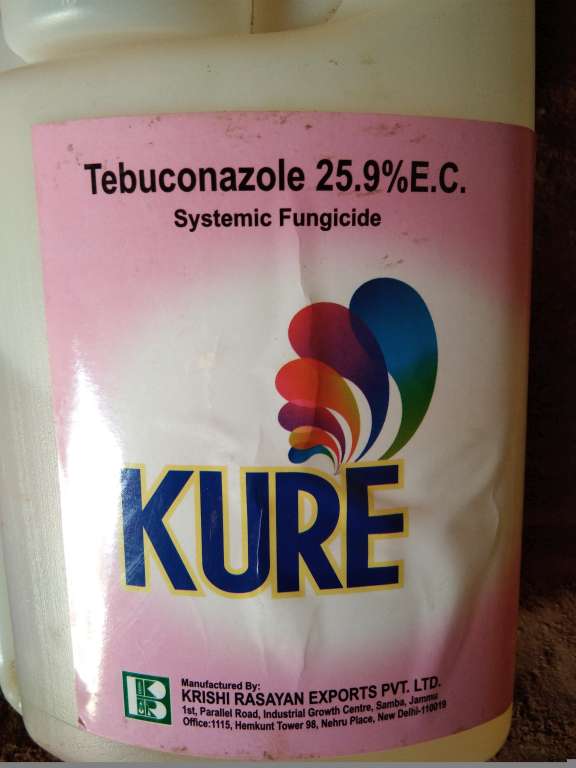 Tebuconazole 25.9%E.C.
Systemic Fungicide
KURE
Manufactured By:
KRISHI RASAYAN EXPORTS PVT. LTD.
1st, Parallel Road, Industrial Growth Centre, Samba, Jammu
Office:1115, Hemkunt Tower 98, Nehru Place, New Delhi-110019